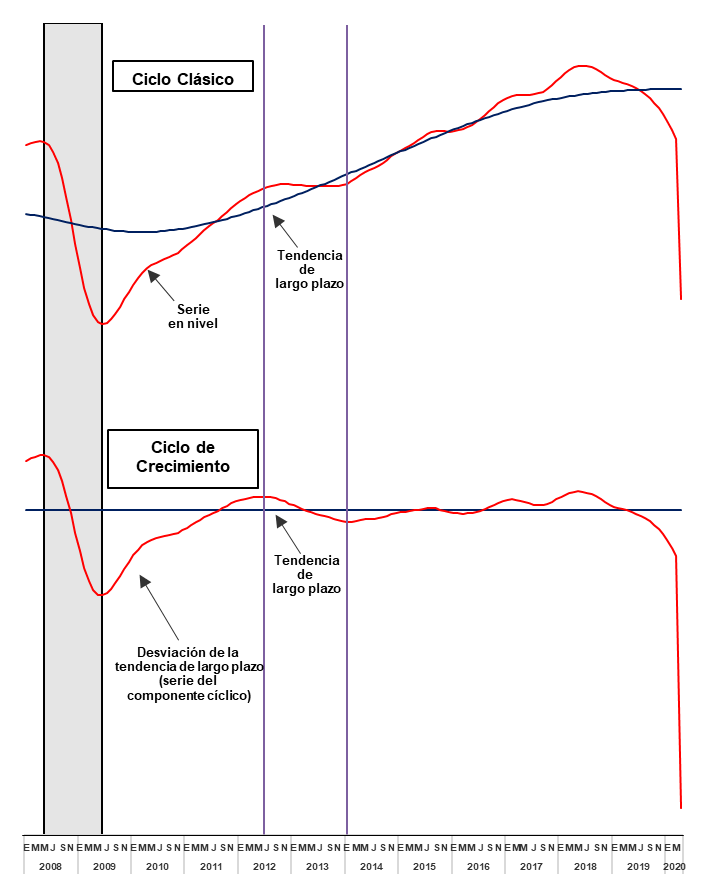 Ciclo Clásico
Tendencia
de
largo plazo
Serie
en nivel
Ciclo de
Crecimiento
Tendencia
de
largo plazo
Desviación de la
tendencia de largo plazo
(serie del
componente cíclico)
E M M J S N E M M J S N E M M J S N E M M J S N E M M J S N E M M J S N E M M J S N E M M J S N E M M J S N E M M J S N E M M J S N E M M J S N E M
2008 2009 2010 2011 2012 2013 2014 2015 2016 2017 2018 2019 2020